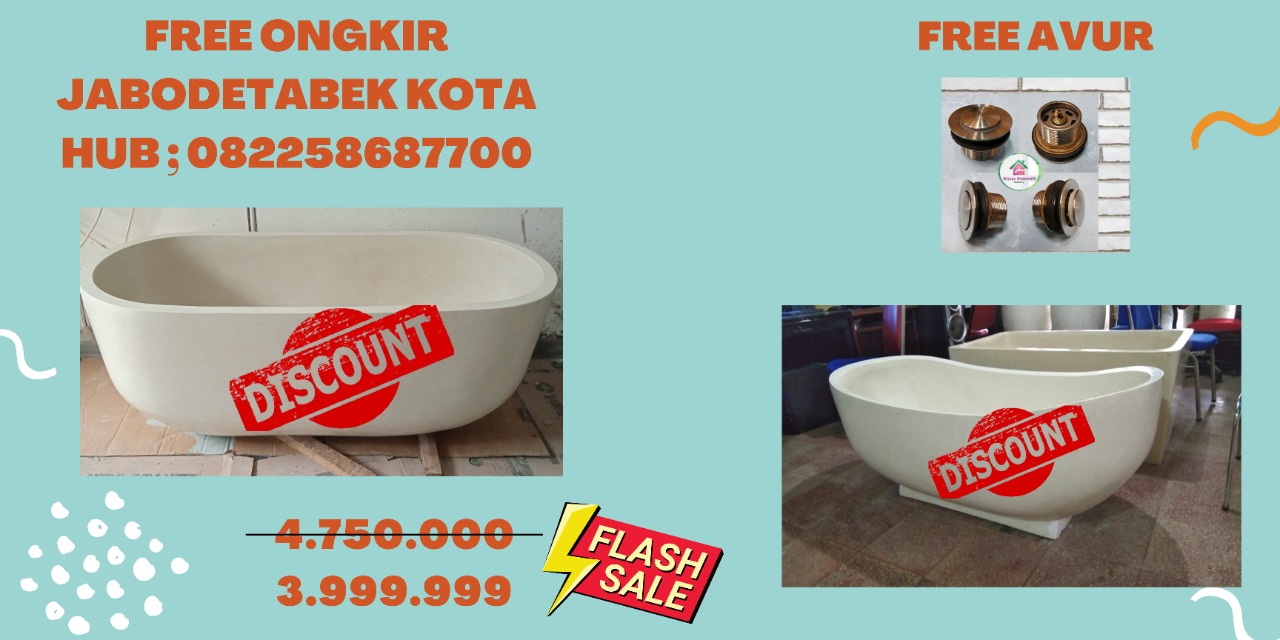 FREE ONGKIR
JABODETABEK KOTA
HUB ; 082258687700
FREE AVUR
DISCOUNT
DISCOUNT
4.750.000
3.999.999
FLASH
SALE